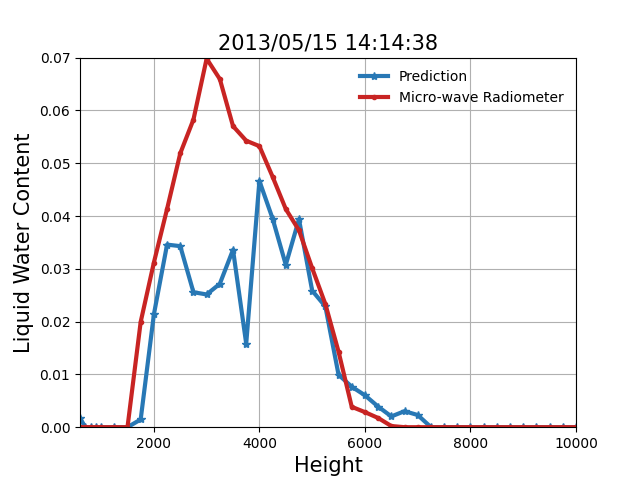 2013/05/15 14:14:38
0.07
0.06
0.05
0.04
0.03
0.02
0.01
0.00
Liquid Water Content
Prediction
Micro-wave Radiometer
2000 4000 6000 8000 10000
Height